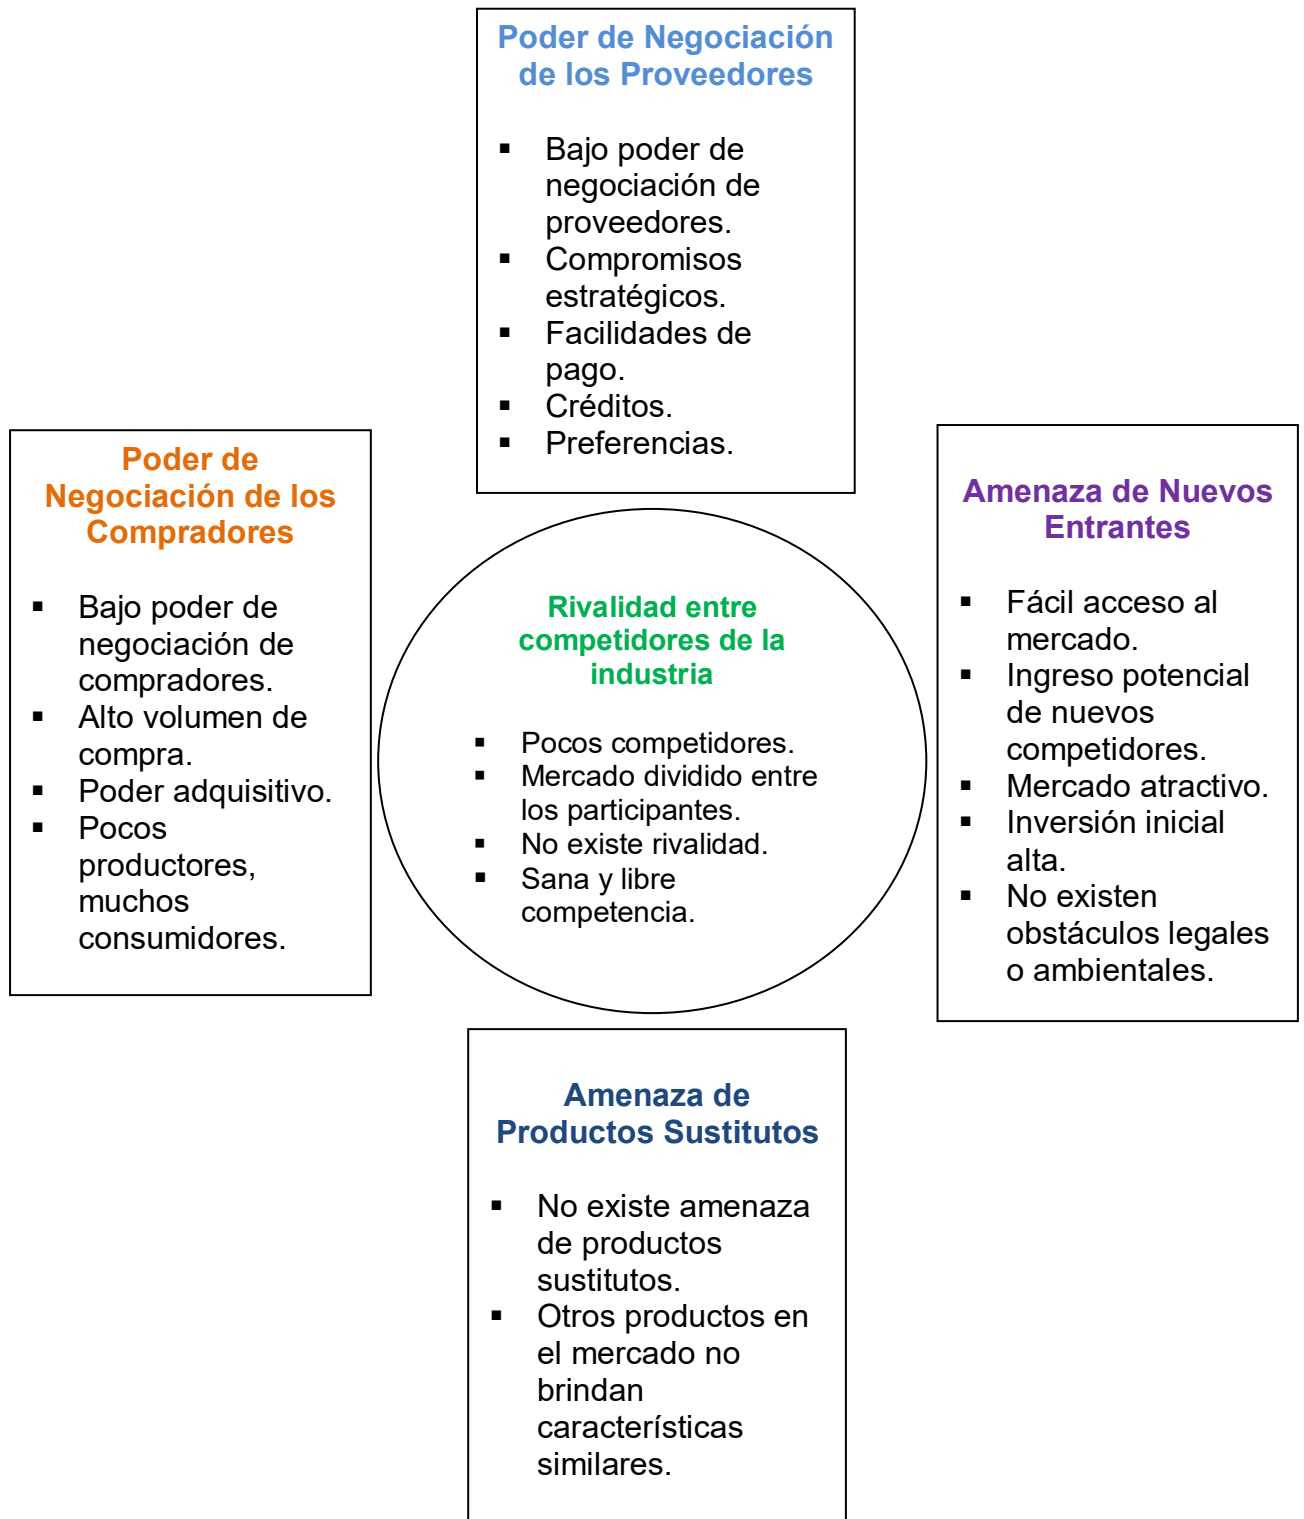 Poder de Negociación
de los Proveedores
▪ Bajo poder de
negociación de
proveedores.
▪ Compromisos
estratégicos.
▪ Facilidades de
pago.
▪ Créditos.
▪ Preferencias.
Poder de
Negociación de los
Compradores
▪ Bajo poder de
negociación de
compradores.
▪ Alto volumen de
compra.
▪ Poder adquisitivo.
▪ Pocos
productores,
muchos
consumidores.
Rivalidad entre
competidores de la
industria
▪ Pocos competidores.
▪ Mercado dividido entre
los participantes.
▪ No existe rivalidad.
▪ Sana y libre
competencia.
Amenaza de Nuevos
Entrantes
▪ Fácil acceso al
mercado.
▪ Ingreso potencial
de nuevos
competidores.
▪ Mercado atractivo.
▪ Inversión inicial
alta.
▪ No existen
obstáculos legales
o ambientales.
Amenaza de
Productos Sustitutos
▪ No existe amenaza
de productos
sustitutos.
▪ Otros productos en
el mercado no
brindan
características
similares.